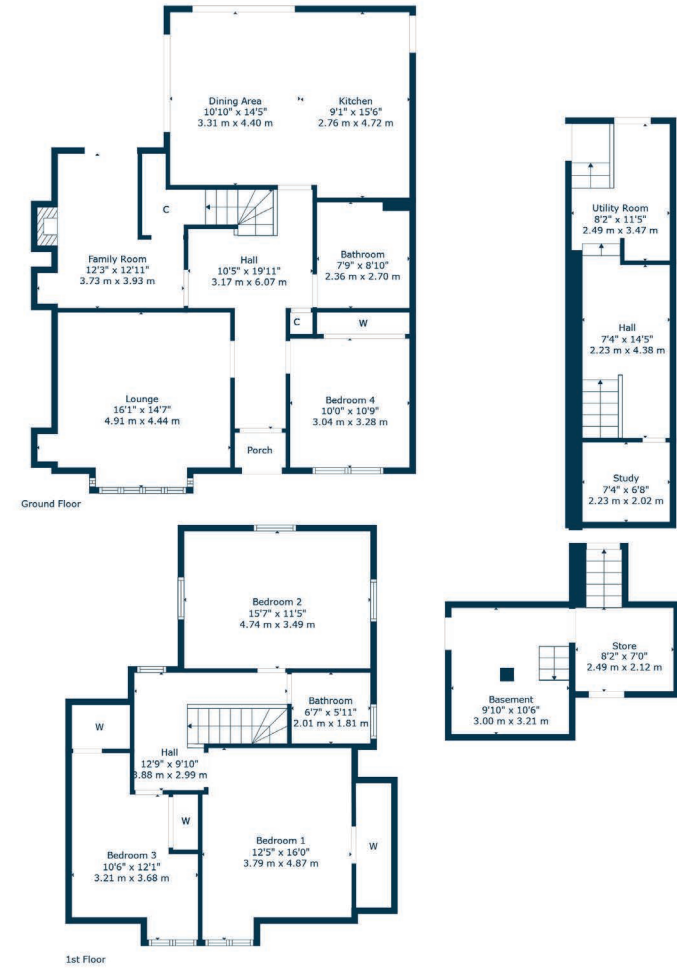 Dining Area
10'10" x 14'5"
3.31 m x 4.40 m
Kitchen
9'1" x 15'6"
2.76 m x 4.72 m
C
Family Room
12'3" x 12'11"
3.73 m x 3.93 m
Hall
10'5" x 19'11"
3.17 m x 6.07 m
Bathroom
7'9" x 8'10"
2.36 m x 2.70 m
C
W
Lounge
16'1" x 14'7"
4.91 m x 4.44 m
Bedroom 4
10'0" x 10'9"
3.04 m x 3.28 m
Porch
Ground Floor
Utility Room
8'2" x 11'5"
2.49 m x 3.47 m
Hall
7'4" x 14'5"
2.23 m x 4.38 m
Study
7'4" x 6'8"
2.23 m x 2.02 m
Store
8'2" x 7'0"
2.49 m x 2.12 m
Basement
9'10" x 10'6"
3.00 m x 3.21 m
Bedroom 2
15'7" x 11'5"
4.74 m x 3.49 m
Bathroom
6'7" x 5'11"
2.01 m x 1.81 m
W
Hall
12'9" x 9'10"
3.88 m x 2.99 m
W
Bedroom 1
12'5" x 16'0"
3.79 m x 4.87 m
W
Bedroom 3
10'6" x 12'1"
3.21 m x 3.68 m
1st Floor